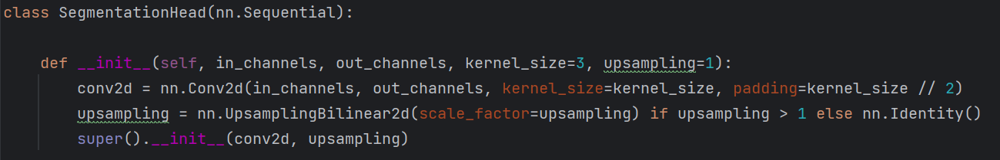 class SegmentationHead(nn.Sequential):
def __init__(self, in_channels, out_channels, kernel_size=3, upsampling=1):
conv2d = nn.Conv2d(in_channels, out_channels, kernel_size=kernel_size, padding=kernel_size // 2)
upsampling = nn.UpsamplingBilinear2d(scale_factor=upsampling) if upsampling > 1 else nn.Identity()
super().__init__(conv2d, upsampling)